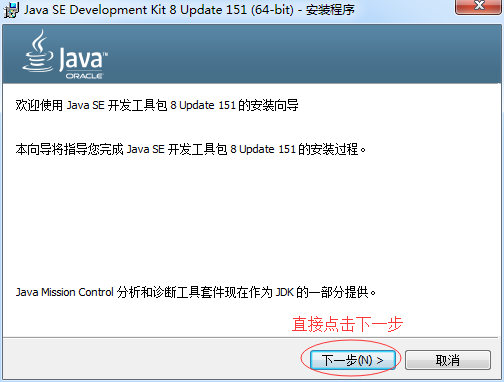 Java SE Development Kit 8 Update 151 (64-bit) - 安装程序
Java™
ORACLE
欢迎使用 Java SE 开发工具包 8 Update 151 的安装向导
本向导将指导您完成 Java SE 开发工具包 8 Update 151 的安装过程。
Java Mission Control 分析和诊断工具套件现在作为 JDK 的一部分提供。
直接点击下一步
下一步(N) > 取消